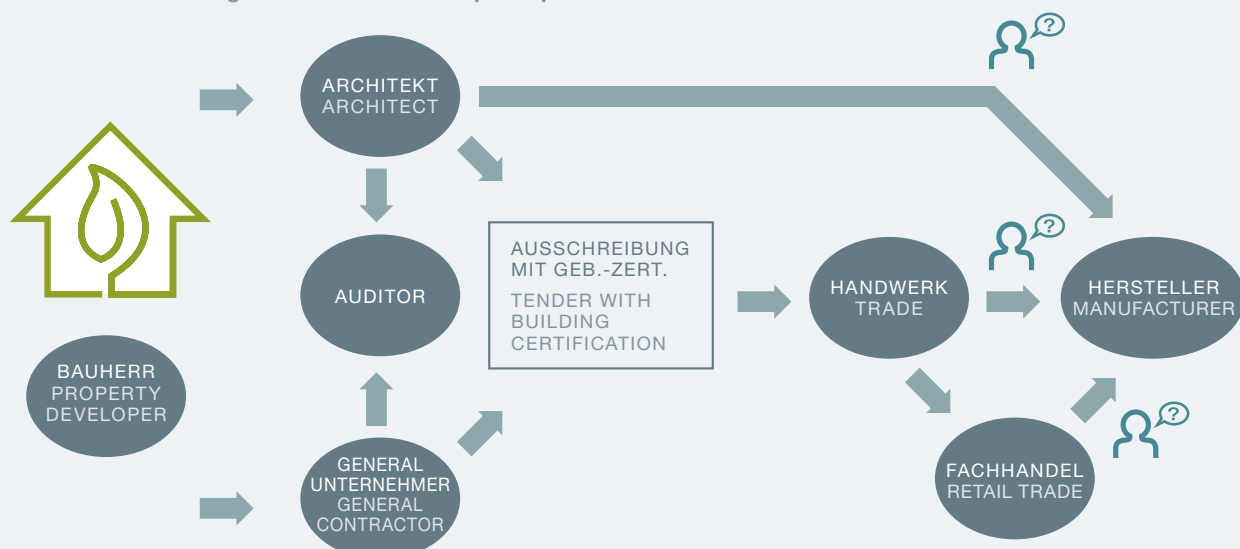 ARCHITEKT
ARCHITECT
?
AUSSCHREIBUNG
MIT GEB.-ZERT.
TENDER WITH
BUILDING
CERTIFICATION
AUDITOR
HANDWERK
TRADE
?
HERSTELLER
MANUFACTURER
BAUHERR
PROPERTY
DEVELOPER
GENERAL
UNTERNEHMER
GENERAL
CONTRACTOR
FACHHANDEL
RETAIL TRADE
?